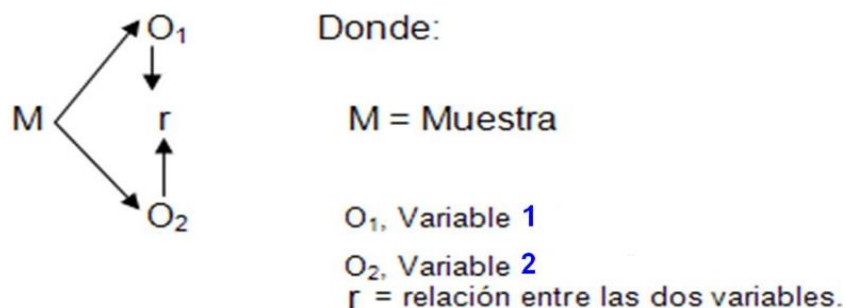 O₁ Donde:
M r M = Muestra
O₂ O₁, Variable 1
O₂, Variable 2
r = relación entre las dos variables.